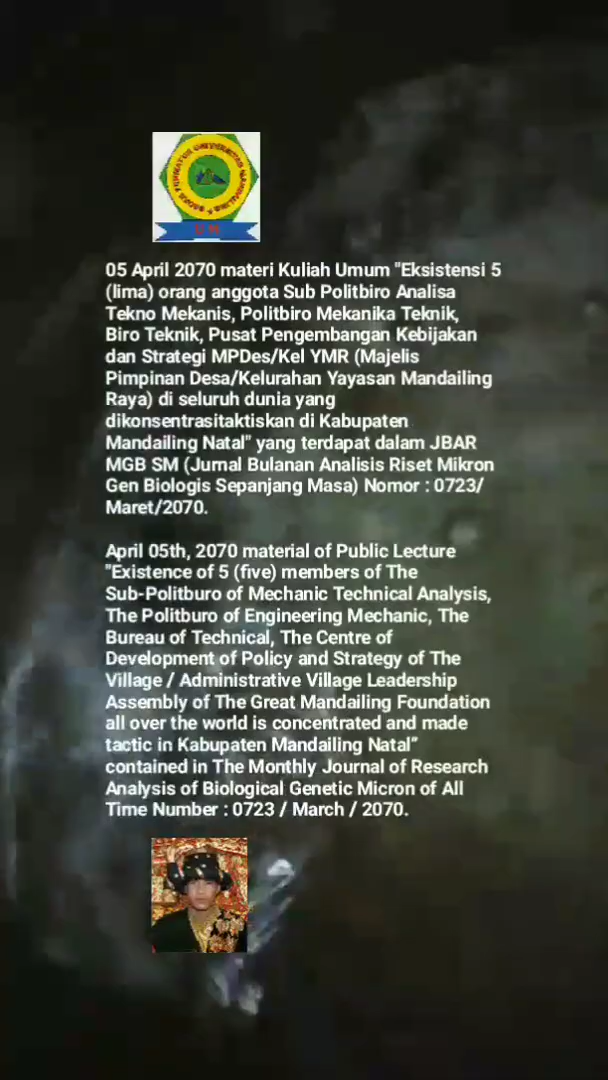 05 April 2070 materi Kuliah Umum "Eksistensi 5
(lima) orang anggota Sub Politbiro Analisa
Tekno Mekanis, Politbiro Mekanika Teknik,
Biro Teknik, Pusat Pengembangan Kebijakan
dan Strategi MPDes/Kel YMR (Majelis
Pimpinan Desa/Kelurahan Yayasan Mandailing
Raya) di seluruh dunia yang
dikonsentrasitaktiskan di Kabupaten
Mandailing Natal" yang terdapat dalam JBAR
MGB SM (Jurnal Bulanan Analisis Riset Mikron
Gen Biologis Sepanjang Masa) Nomor : 0723/
Maret/2070.
April 05th, 2070 material of Public Lecture
"Existence of 5 (five) members of The
Sub-Politburo of Mechanic Technical Analysis,
The Politburo of Engineering Mechanic, The
Bureau of Technical, The Centre of
Development of Policy and Strategy of The
Village / Administrative Village Leadership
Assembly of The Great Mandailing Foundation
all over the world is concentrated and made
tactic in Kabupaten Mandailing Natal"
contained in The Monthly Journal of Research
Analysis of Biological Genetic Micron of All
Time Number : 0723 / March / 2070.